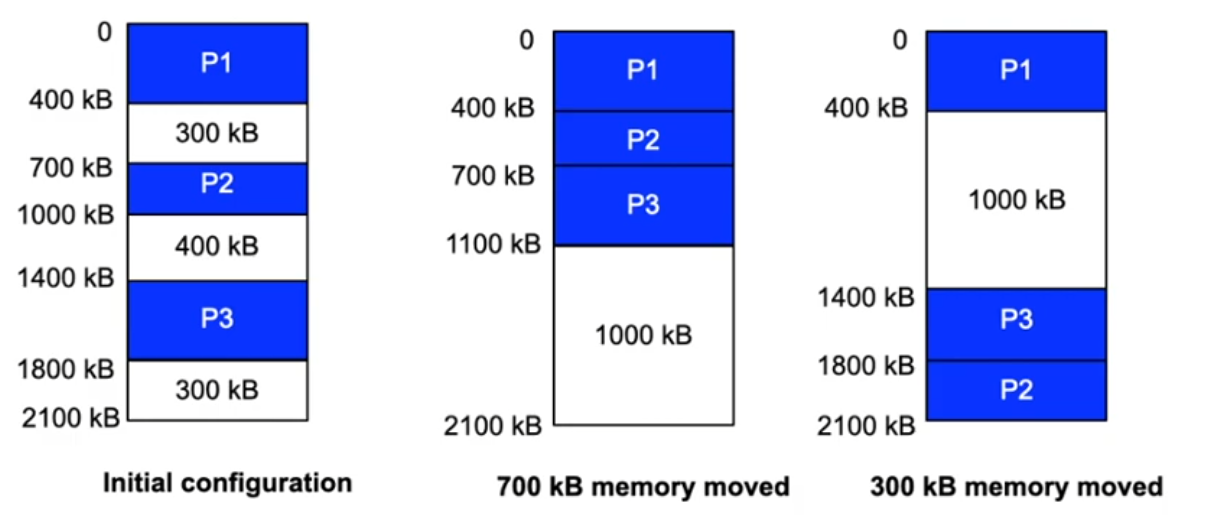 0
P1
400 kB
300 kB
700 kB
P2
1000 kB
400 kB
1400 kB
P3
1800 kB
300 kB
2100 kB
Initial configuration
0
P1
400 kB
P2
700 kB
P3
1100 kB
1000 kB
2100 kB
700 kB memory moved
0
P1
400 kB
1000 kB
1400 kB
P3
1800 kB
P2
2100 kB
300 kB memory moved